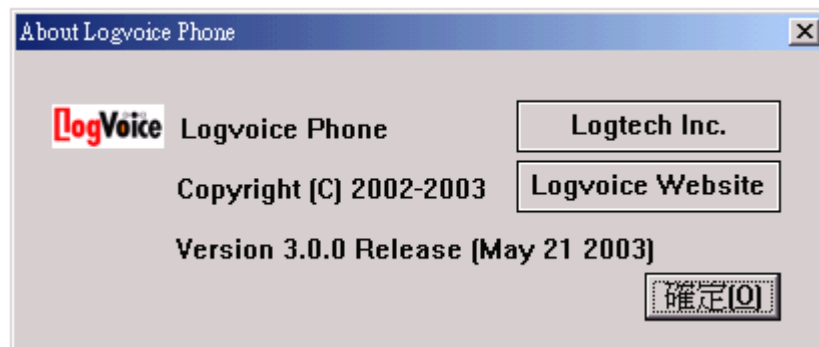 About Logvoice Phone
LogVoice Logvoice Phone Logtech Inc.
Copyright (C) 2002-2003 Logvoice Website
Version 3.0.0 Release (May 21 2003)
確定(O)